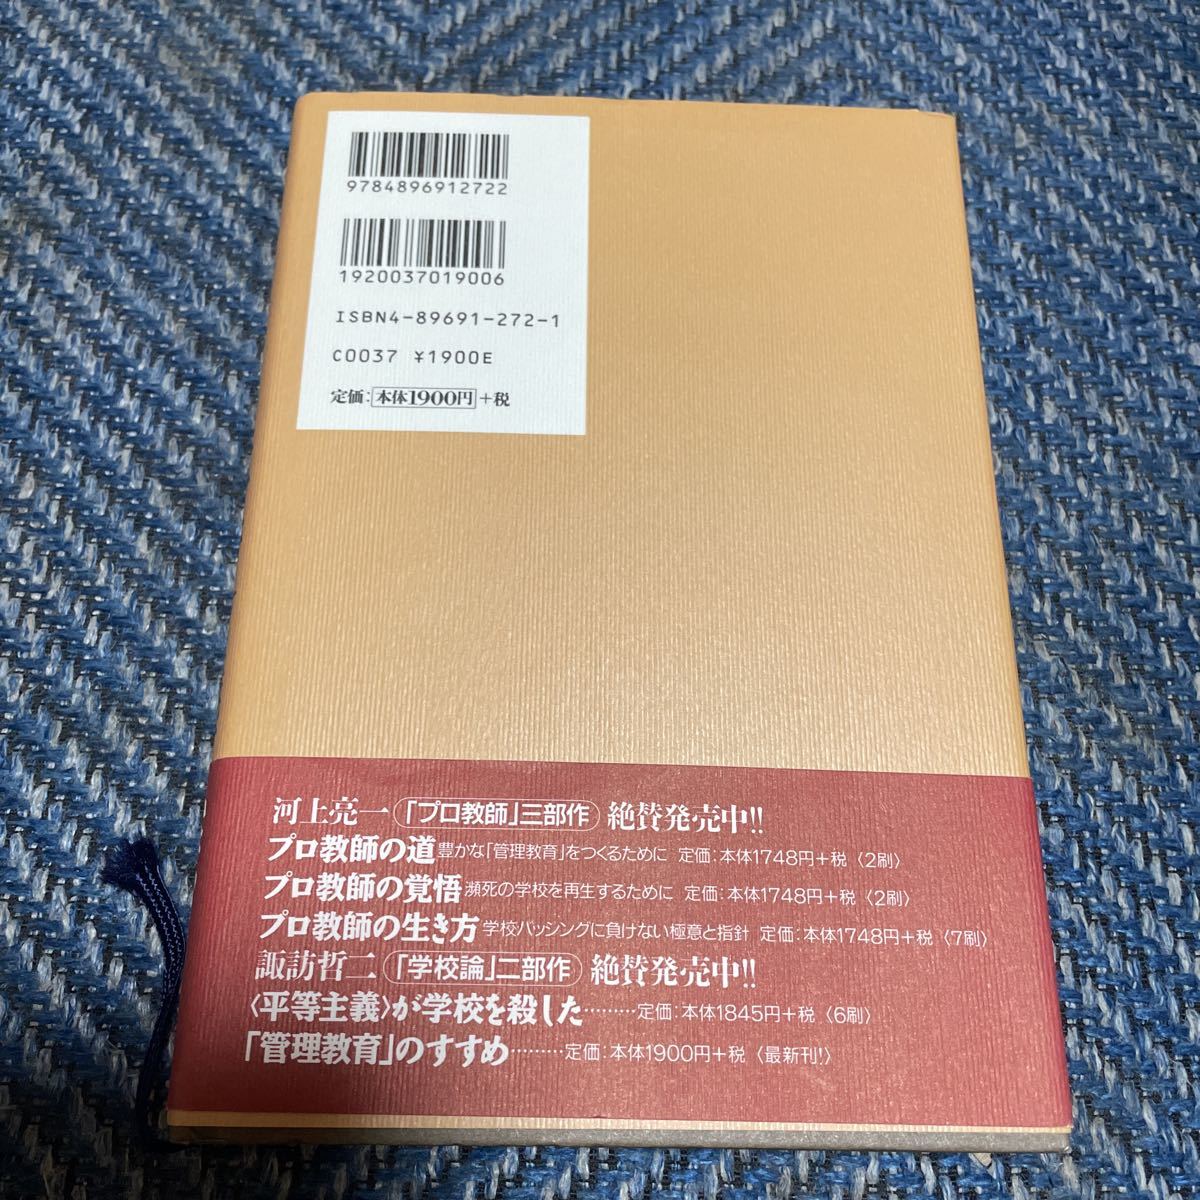 9784896912722
1920037019006
ISBN4-89691-272-1
C0037 ¥1900E
定価:本体1900円+税
河上亮一「プロ教師」三部作 絶賛発売中!!
プロ教師の道 豊かな「管理教育」をつくるために 定価:本体1748円+税〈2刷〉
プロ教師の覚悟 瀕死の学校を再生するために 定価:本体1748円+税〈2刷〉
プロ教師の生き方 学校バッシングに負けない極意と指針 定価:本体1748円+税〈7刷〉
諏訪哲二「学校論」二部作 絶賛発売中!!
〈平等主義〉が学校を殺した………定価:本体1845円+税〈6刷〉
「管理教育」のすすめ………定価:本体1900円+税〈最新刊!〉